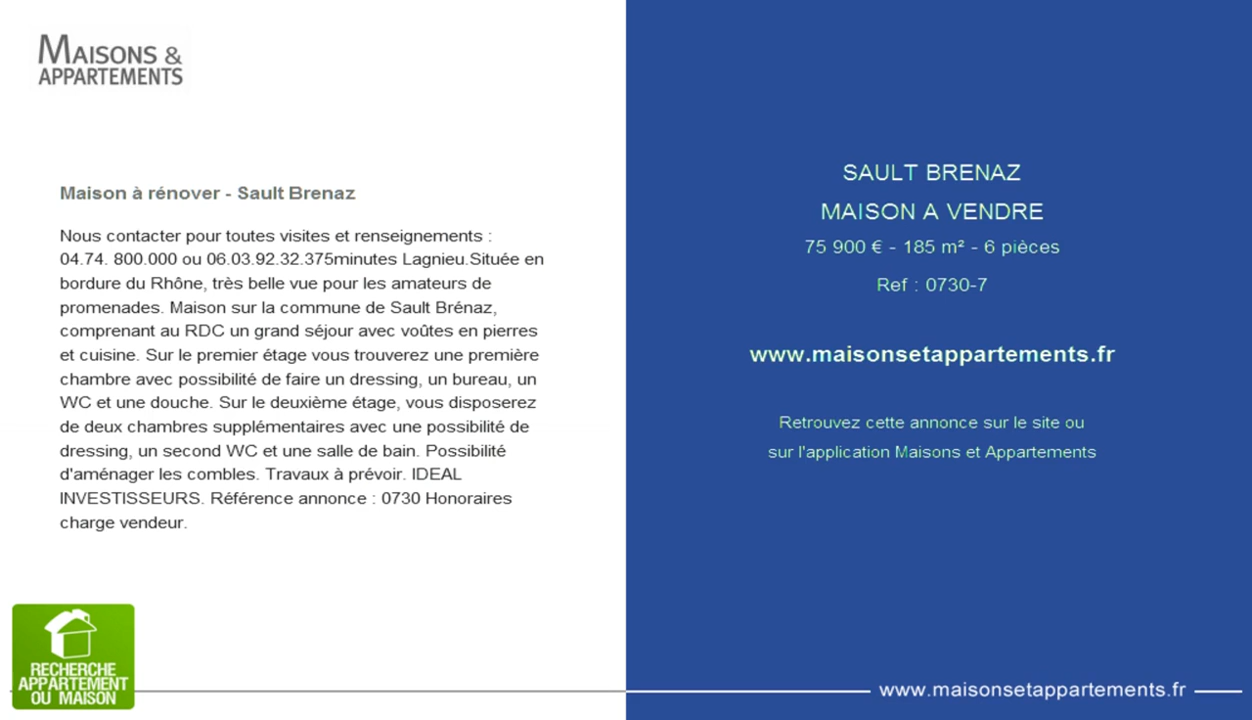 MAISONS &
APPARTEMENTS
Maison à rénover - Sault Brenaz
Nous contacter pour toutes visites et renseignements :
04.74. 800.000 ou 06.03.92.32.375minutes Lagnieu.Située en
bordure du Rhône, très belle vue pour les amateurs de
promenades. Maison sur la commune de Sault Brénaz,
comprenant au RDC un grand séjour avec voûtes en pierres
et cuisine. Sur le premier étage vous trouverez une première
chambre avec possibilité de faire un dressing, un bureau, un
WC et une douche. Sur le deuxième étage, vous disposerez
de deux chambres supplémentaires avec une possibilité de
dressing, un second WC et une salle de bain. Possibilité
d'aménager les combles. Travaux à prévoir. IDEAL
INVESTISSEURS. Référence annonce : 0730 Honoraires
charge vendeur.
RECHERCHE
APPARTEMENT
OU MAISON
SAULT BRENAZ
MAISON A VENDRE
75 900 € - 185 m² - 6 pièces
Ref : 0730-7
www.maisonsetappartements.fr
Retrouvez cette annonce sur le site ou
sur l'application Maisons et Appartements
www.maisonsetappartements.fr